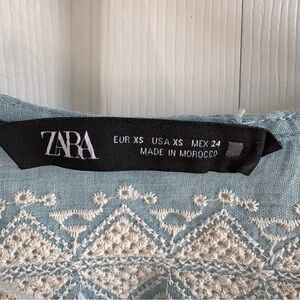 ZARA
EUR XS USA XS MEX 24
MADE IN MOROCCO